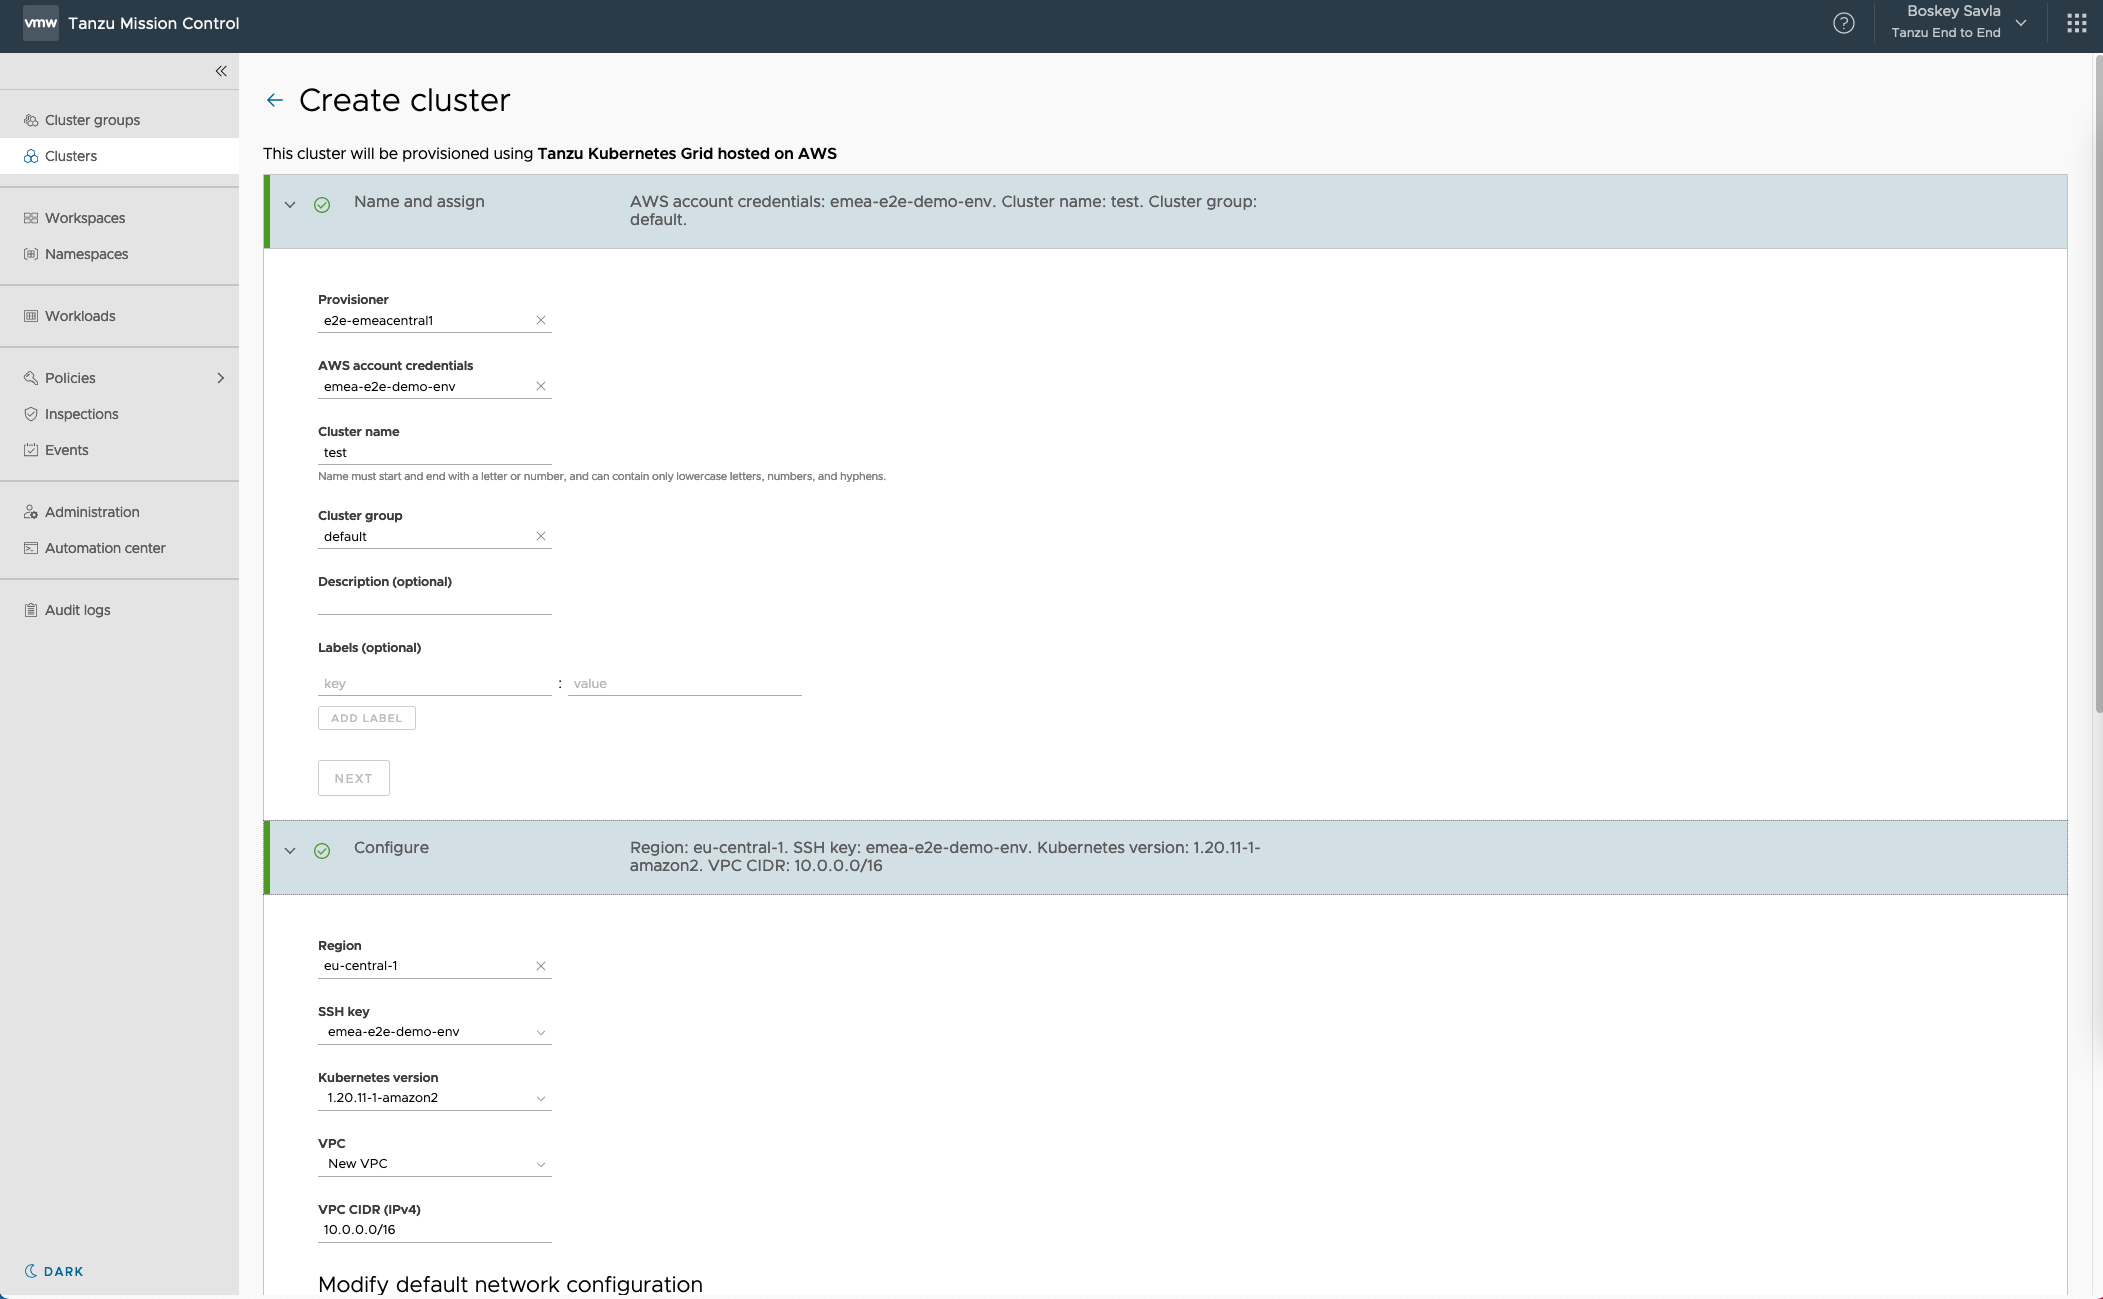 vmw Tanzu Mission Control
Boskey Savla
Tanzu End to End
Cluster groups
Clusters
Workspaces
Namespaces
Workloads
Policies
Inspections
Events
Administration
Automation center
Audit logs
DARK
Create cluster
This cluster will be provisioned using Tanzu Kubernetes Grid hosted on AWS
Name and assign
AWS account credentials: emea-e2e-demo-env. Cluster name: test. Cluster group:
default.
Provisioner
e2e-emeacentral1
AWS account credentials
emea-e2e-demo-env
Cluster name
test
Name must start and end with a letter or number, and can contain only lowercase letters, numbers, and hyphens.
Cluster group
default
Description (optional)
Labels (optional)
key : value
ADD LABEL
NEXT
Configure
Region: eu-central-1. SSH key: emea-e2e-demo-env. Kubernetes version: 1.20.11-1-
amazon2. VPC CIDR: 10.0.0.0/16
Region
eu-central-1
SSH key
emea-e2e-demo-env
Kubernetes version
1.20.11-1-amazon2
VPC
New VPC
VPC CIDR (IPv4)
10.0.0.0/16
Modify default network configuration